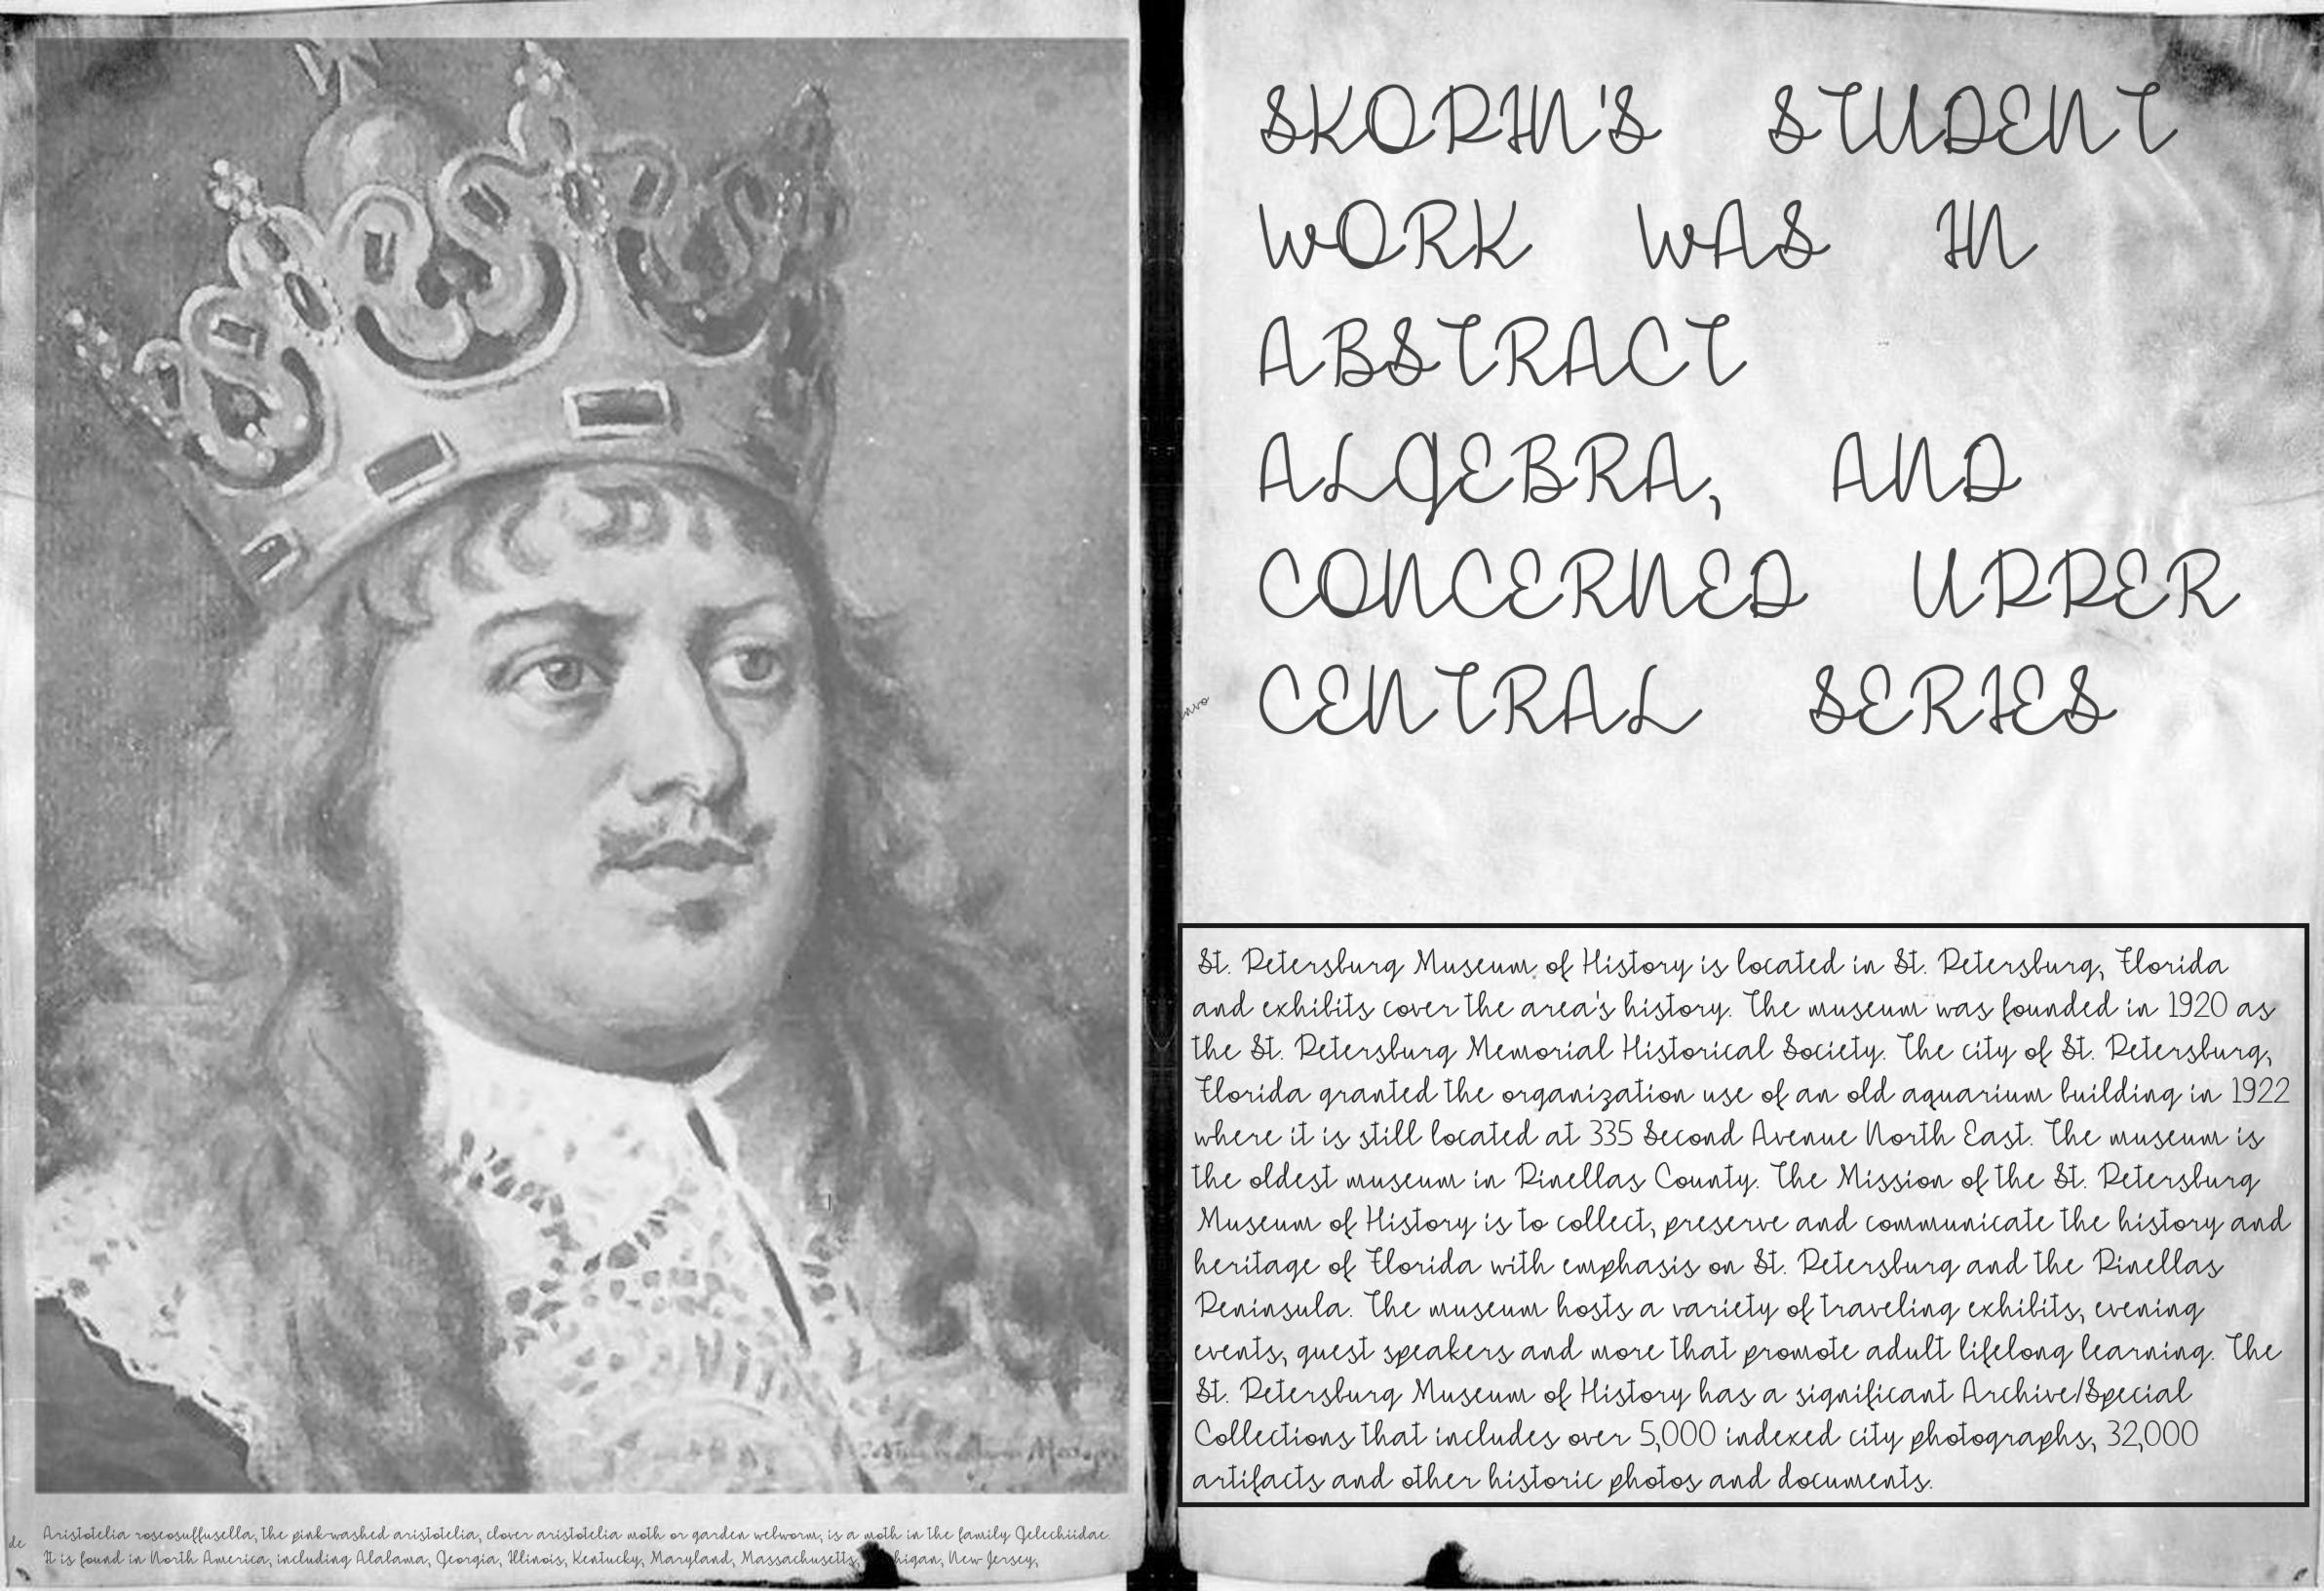 Aristotelia roseosuffusella, the pink-washed aristotelia, clover aristotelia moth or garden webworm, is a moth in the family Gelechiidae.
It is found in North America, including Alabama, Georgia, Illinois, Kentucky, Maryland, Massachusetts, Michigan, New Jersey,
de
SKOPIN'S STUDENT
WORK WAS IN
ABSTRACT
ALGEBRA, AND
CONCERNED UPPER
CENTRAL SERIES
St. Petersburg Museum of History is located in St. Petersburg, Florida
and exhibits cover the area's history. The museum was founded in 1920 as
the St. Petersburg Memorial Historical Society. The city of St. Petersburg,
Florida granted the organization use of an old aquarium building in 1922
where it is still located at 335 Second Avenue North East. The museum is
the oldest museum in Pinellas County. The Mission of the St. Petersburg
Museum of History is to collect, preserve and communicate the history and
heritage of Florida with emphasis on St. Petersburg and the Pinellas
Peninsula. The museum hosts a variety of traveling exhibits, evening
events, guest speakers and more that promote adult lifelong learning. The
St. Petersburg Museum of History has a significant Archive/Special
Collections that includes over 5,000 indexed city photographs, 32,000
artifacts and other historic photos and documents.